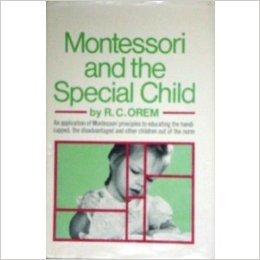 Montessori
and the
Special Child
by R.C.OREM
An application of Montessori principles to educating the handi-
capped, the disadvantaged and other children out of the norm